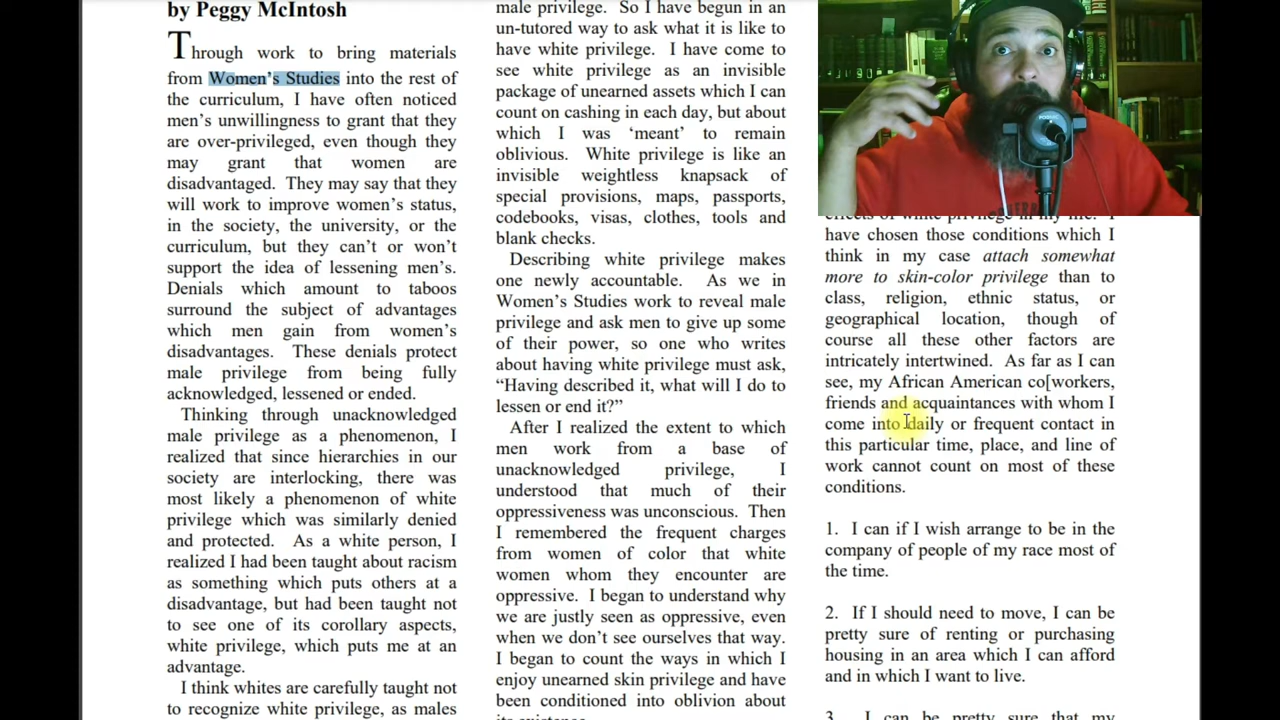 by Peggy McIntosh
Through work to bring materials
from Women's Studies into the rest of
the curriculum, I have often noticed
men's unwillingness to grant that they
are over-privileged, even though they
may grant that women are
disadvantaged. They may say that they
will work to improve women's status,
in the society, the university, or the
curriculum, but they can't or won't
support the idea of lessening men's.
Denials which amount to taboos
surround the subject of advantages
which men gain from women's
disadvantages. These denials protect
male privilege from being fully
acknowledged, lessened or ended.
Thinking through unacknowledged
male privilege as a phenomenon, I
realized that since hierarchies in our
society are interlocking, there was
most likely a phenomenon of white
privilege which was similarly denied
and protected. As a white person, I
realized I had been taught about racism
as something which puts others at a
disadvantage, but had been taught not
to see one of its corollary aspects,
white privilege, which puts me at an
advantage.
I think whites are carefully taught not
to recognize white privilege, as males
male privilege. So I have begun in an
un-tutored way to ask what it is like to
have white privilege. I have come to
see white privilege as an invisible
package of unearned assets which I can
count on cashing in each day, but about
which I was 'meant' to remain
oblivious. White privilege is like an
invisible weightless knapsack of
special provisions, maps, passports,
codebooks, visas, clothes, tools and
blank checks.
Describing white privilege makes
one newly accountable. As we in
Women's Studies work to reveal male
privilege and ask men to give up some
of their power, so one who writes
about having white privilege must ask,
"Having described it, what will I do to
lessen or end it?"
After I realized the extent to which
men work from a base of
unacknowledged privilege, I
understood that much of their
oppressiveness was unconscious. Then
I remembered the frequent charges
from women of color that white
women whom they encounter are
oppressive. I began to understand why
we are justly seen as oppressive, even
when we don't see ourselves that way.
I began to count the ways in which I
enjoy unearned skin privilege and have
been conditioned into oblivion about
its existence.
effects of white privilege in my life. I
have chosen those conditions which I
think in my case attach somewhat
more to skin-color privilege than to
class, religion, ethnic status, or
geographical location, though of
course all these other factors are
intricately intertwined. As far as I can
see, my African American co[workers,
friends and acquaintances with whom I
come into daily or frequent contact in
this particular time, place, and line of
work cannot count on most of these
conditions.
1. I can if I wish arrange to be in the
company of people of my race most of
the time.
2. If I should need to move, I can be
pretty sure of renting or purchasing
housing in an area which I can afford
and in which I want to live.
3. I can be pretty sure that my